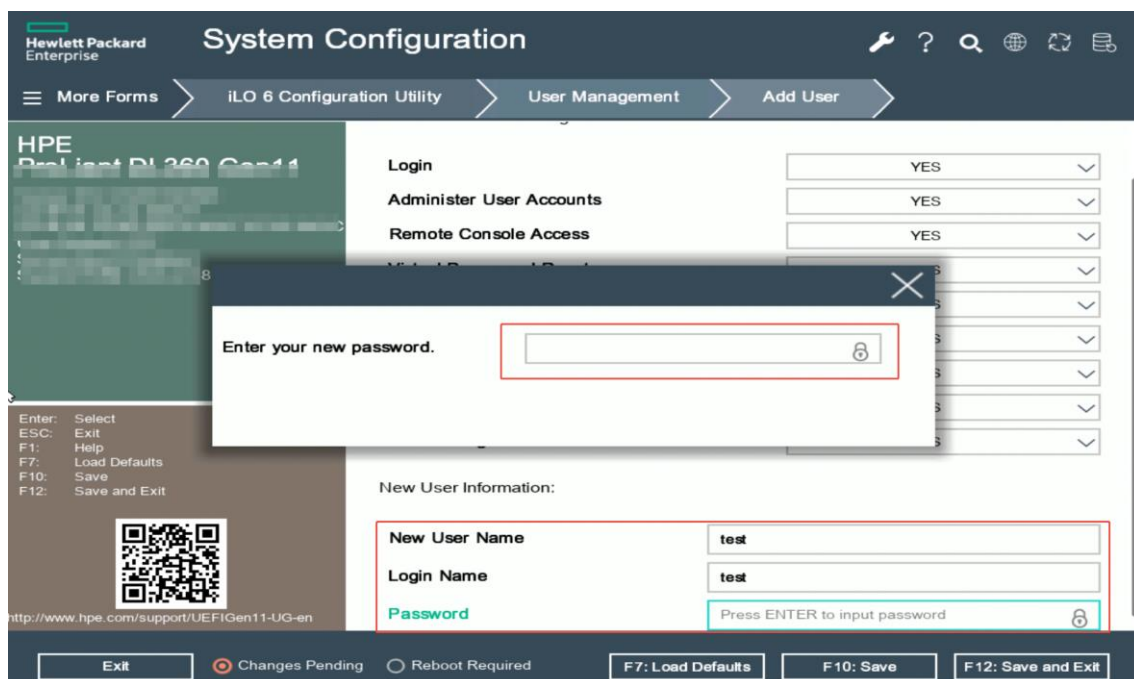 Hewlett Packard
Enterprise
System Configuration
More Forms
iLO 6 Configuration Utility
User Management
Add User
HPE
ProLiant DL360 Gen11
Login
YES
Administer User Accounts
YES
Remote Console Access
YES
Enter your new password.
Enter: Select
ESC: Exit
F1: Help
F7: Load Defaults
F10: Save
F12: Save and Exit
http://www.hpe.com/support/UEFIGen11-UG-en
New User Information:
New User Name
test
Login Name
test
Password
Press ENTER to input password
Exit
Changes Pending
Reboot Required
F7: Load Defaults
F10: Save
F12: Save and Exit